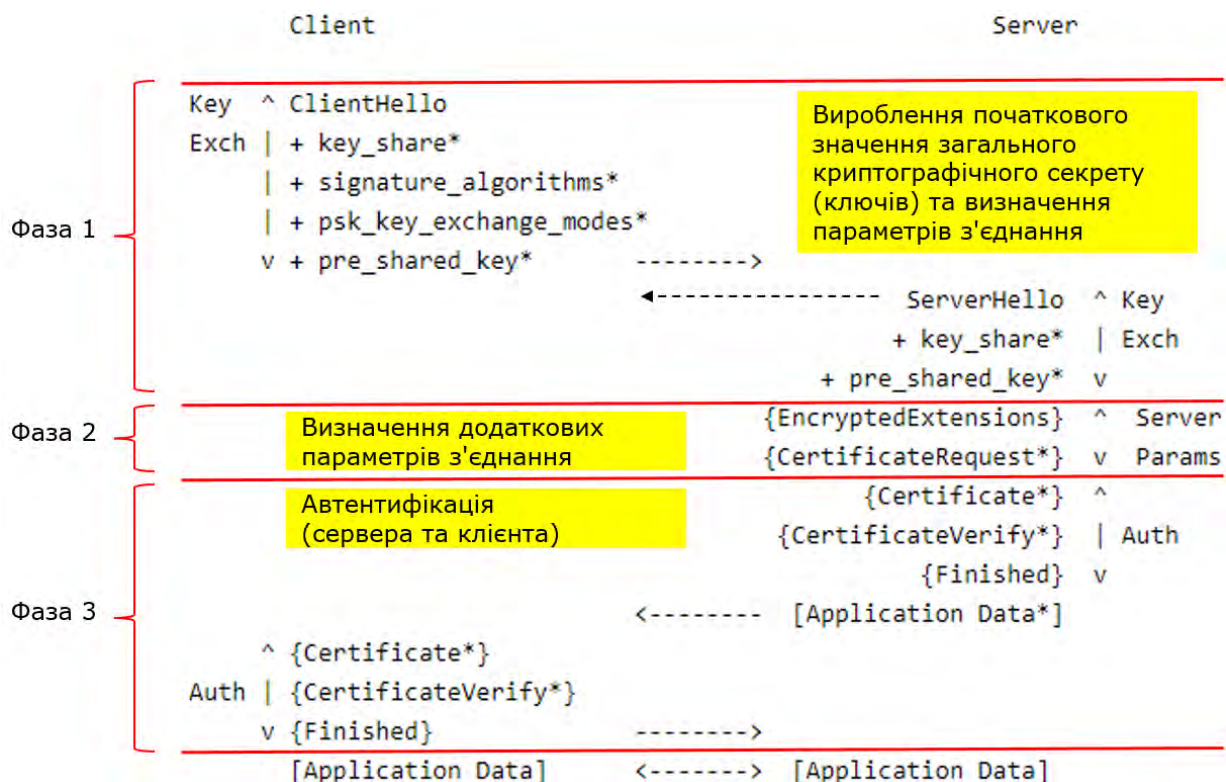 Client Server
Key ^ ClientHello
Exch | + key_share*
| + signature_algorithms*
| + psk_key_exchange_modes*
v + pre_shared_key* -------->
Вироблення початкового
значення загального
криптографічного секрету
(ключів) та визначення
параметрів з'єднання
Фаза 1
ServerHello ^ Key
+ key_share* | Exch
+ pre_shared_key* v
Фаза 2
Визначення додаткових
параметрів з'єднання
{EncryptedExtensions} ^ Server
{CertificateRequest*} v Params
Автентифікація
(сервера та клієнта)
{Certificate*} ^
{CertificateVerify*} | Auth
{Finished} v
Фаза 3
<-------- [Application Data*]
^ {Certificate*}
Auth | {CertificateVerify*}
v {Finished} -------->
[Application Data] <-------> [Application Data]